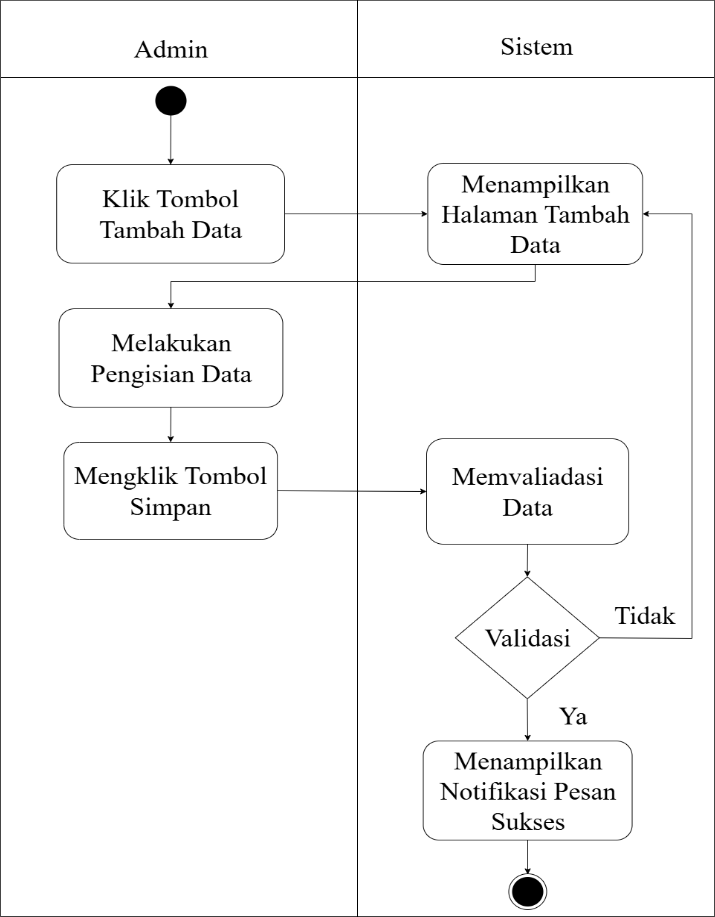 Admin
Sistem
Klik Tombol
Tambah Data
Menampilkan
Halaman Tambah
Data
Melakukan
Pengisian Data
Mengklik Tombol
Simpan
Memvaliadasi
Data
Validasi
Tidak
Ya
Menampilkan
Notifikasi Pesan
Sukses